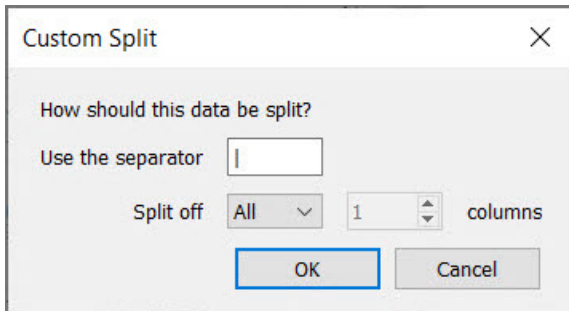 Custom Split
How should this data be split?
Use the separator |
Split off All 1 columns
OK Cancel